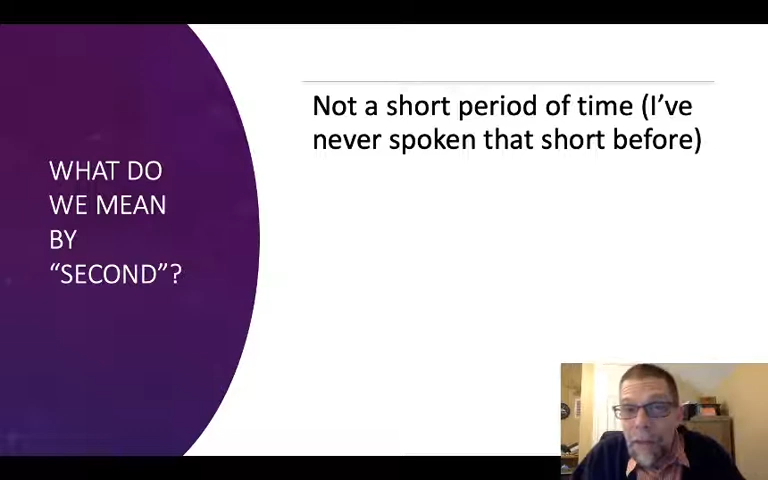 WHAT DO
WE MEAN
BY
“SECOND”?
Not a short period of time (I’ve
never spoken that short before)